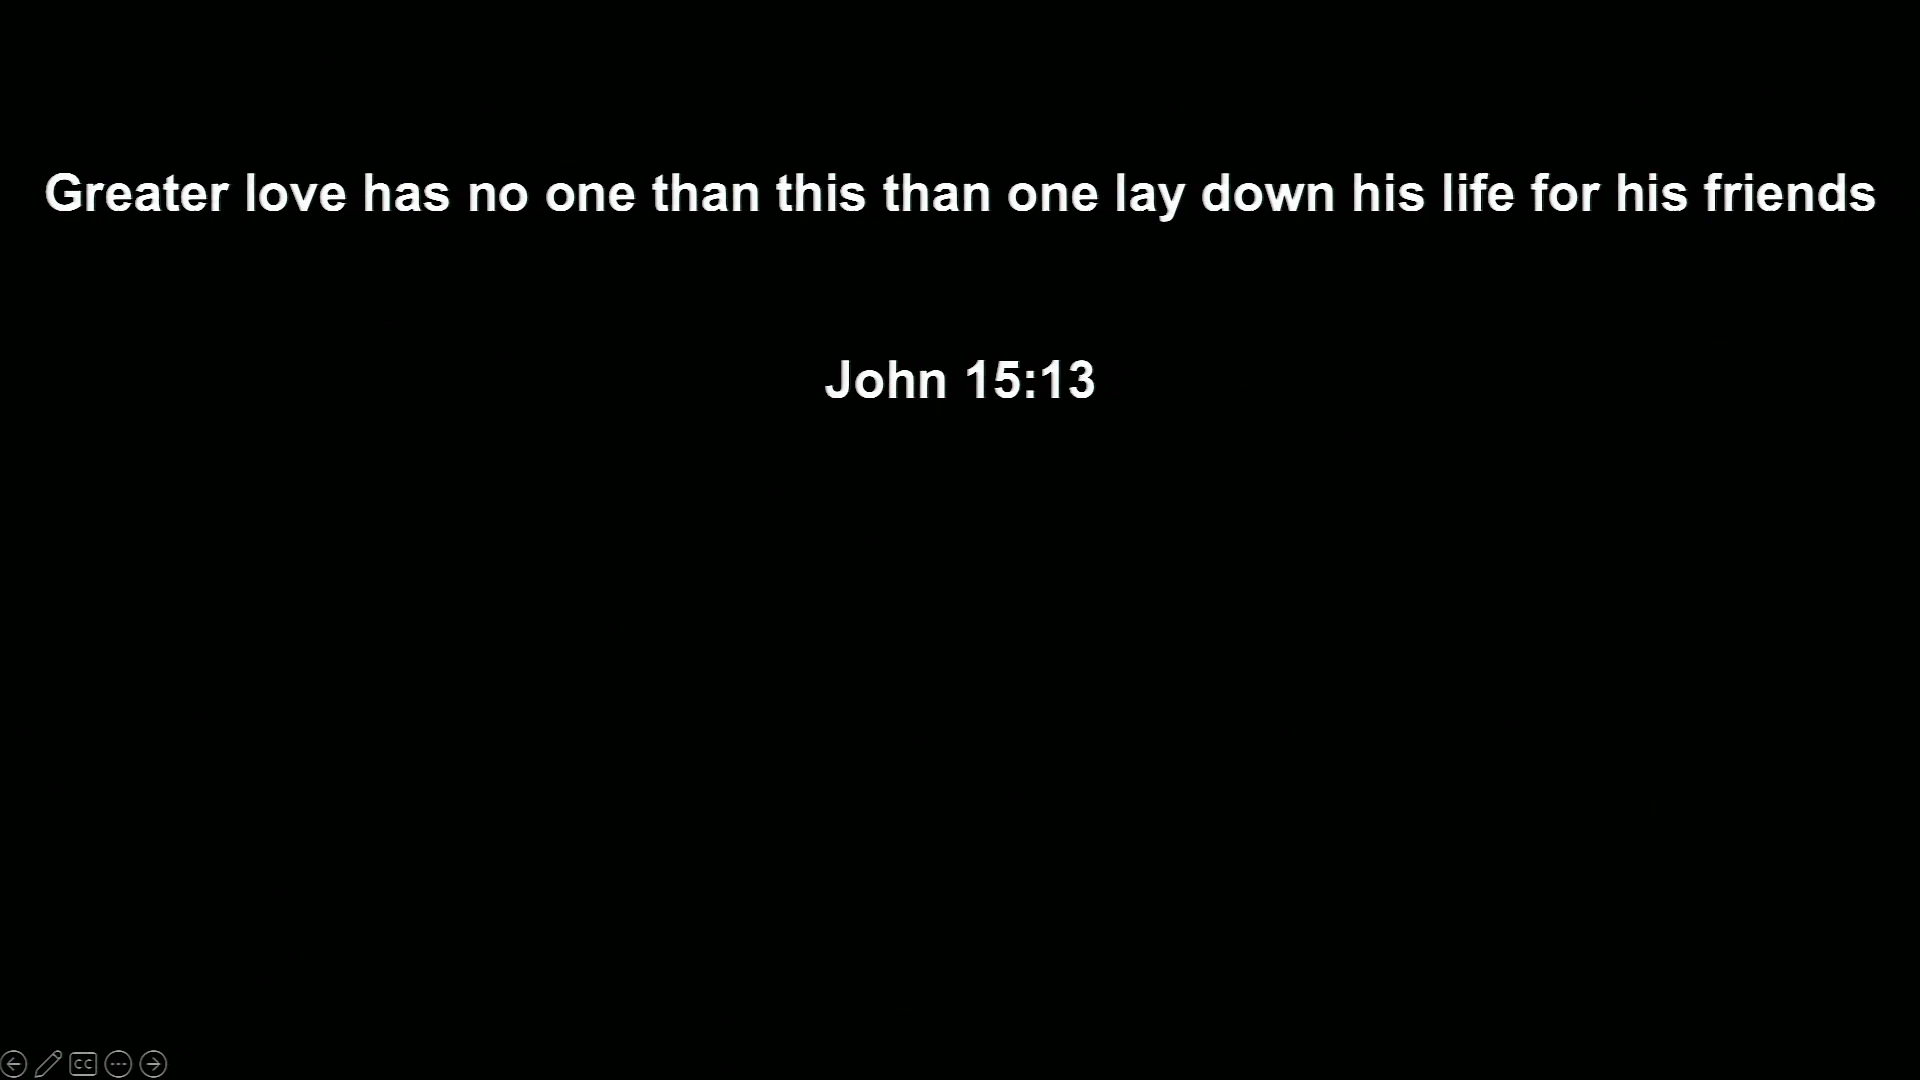 Greater love has no one than this than one lay down his life for his friends
John 15:13
CC